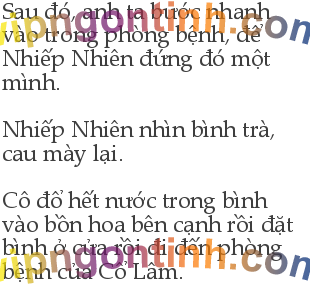 Sau đó, anh ta bước nhanh
vào trong phòng bệnh, để
Nhiếp Nhiên đứng đó một
mình.
Nhiếp Nhiên nhìn bình trà,
cau mày lại.
Cô đổ hết nước trong bình
vào bồn hoa bên cạnh rồi đặt
bình ở cửa rồi đi đến phòng
bệnh của Cổ Lâm.